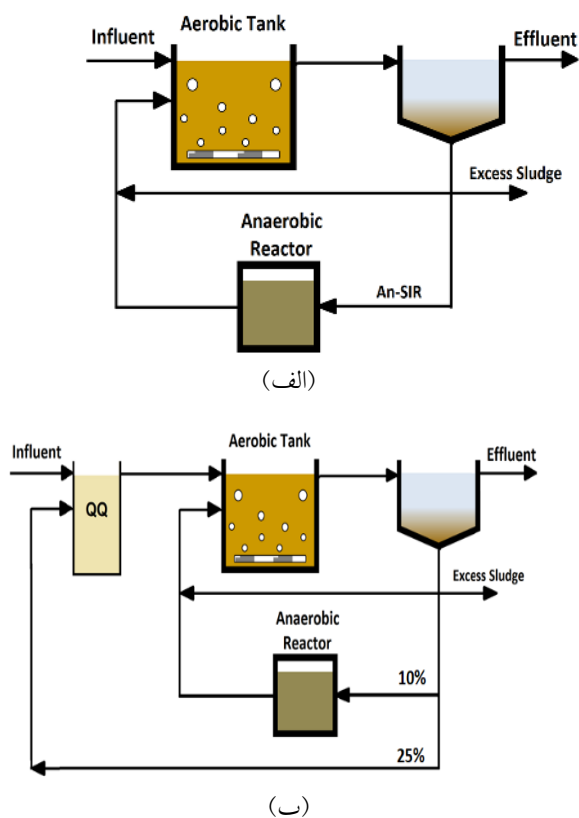 Aerobic Tank
Influent
Effluent
Excess Sludge
Anaerobic
Reactor
An-SIR
(الف)
Influent
Aerobic Tank
Effluent
QQ
Excess Sludge
Anaerobic
Reactor
10%
25%
(ب)